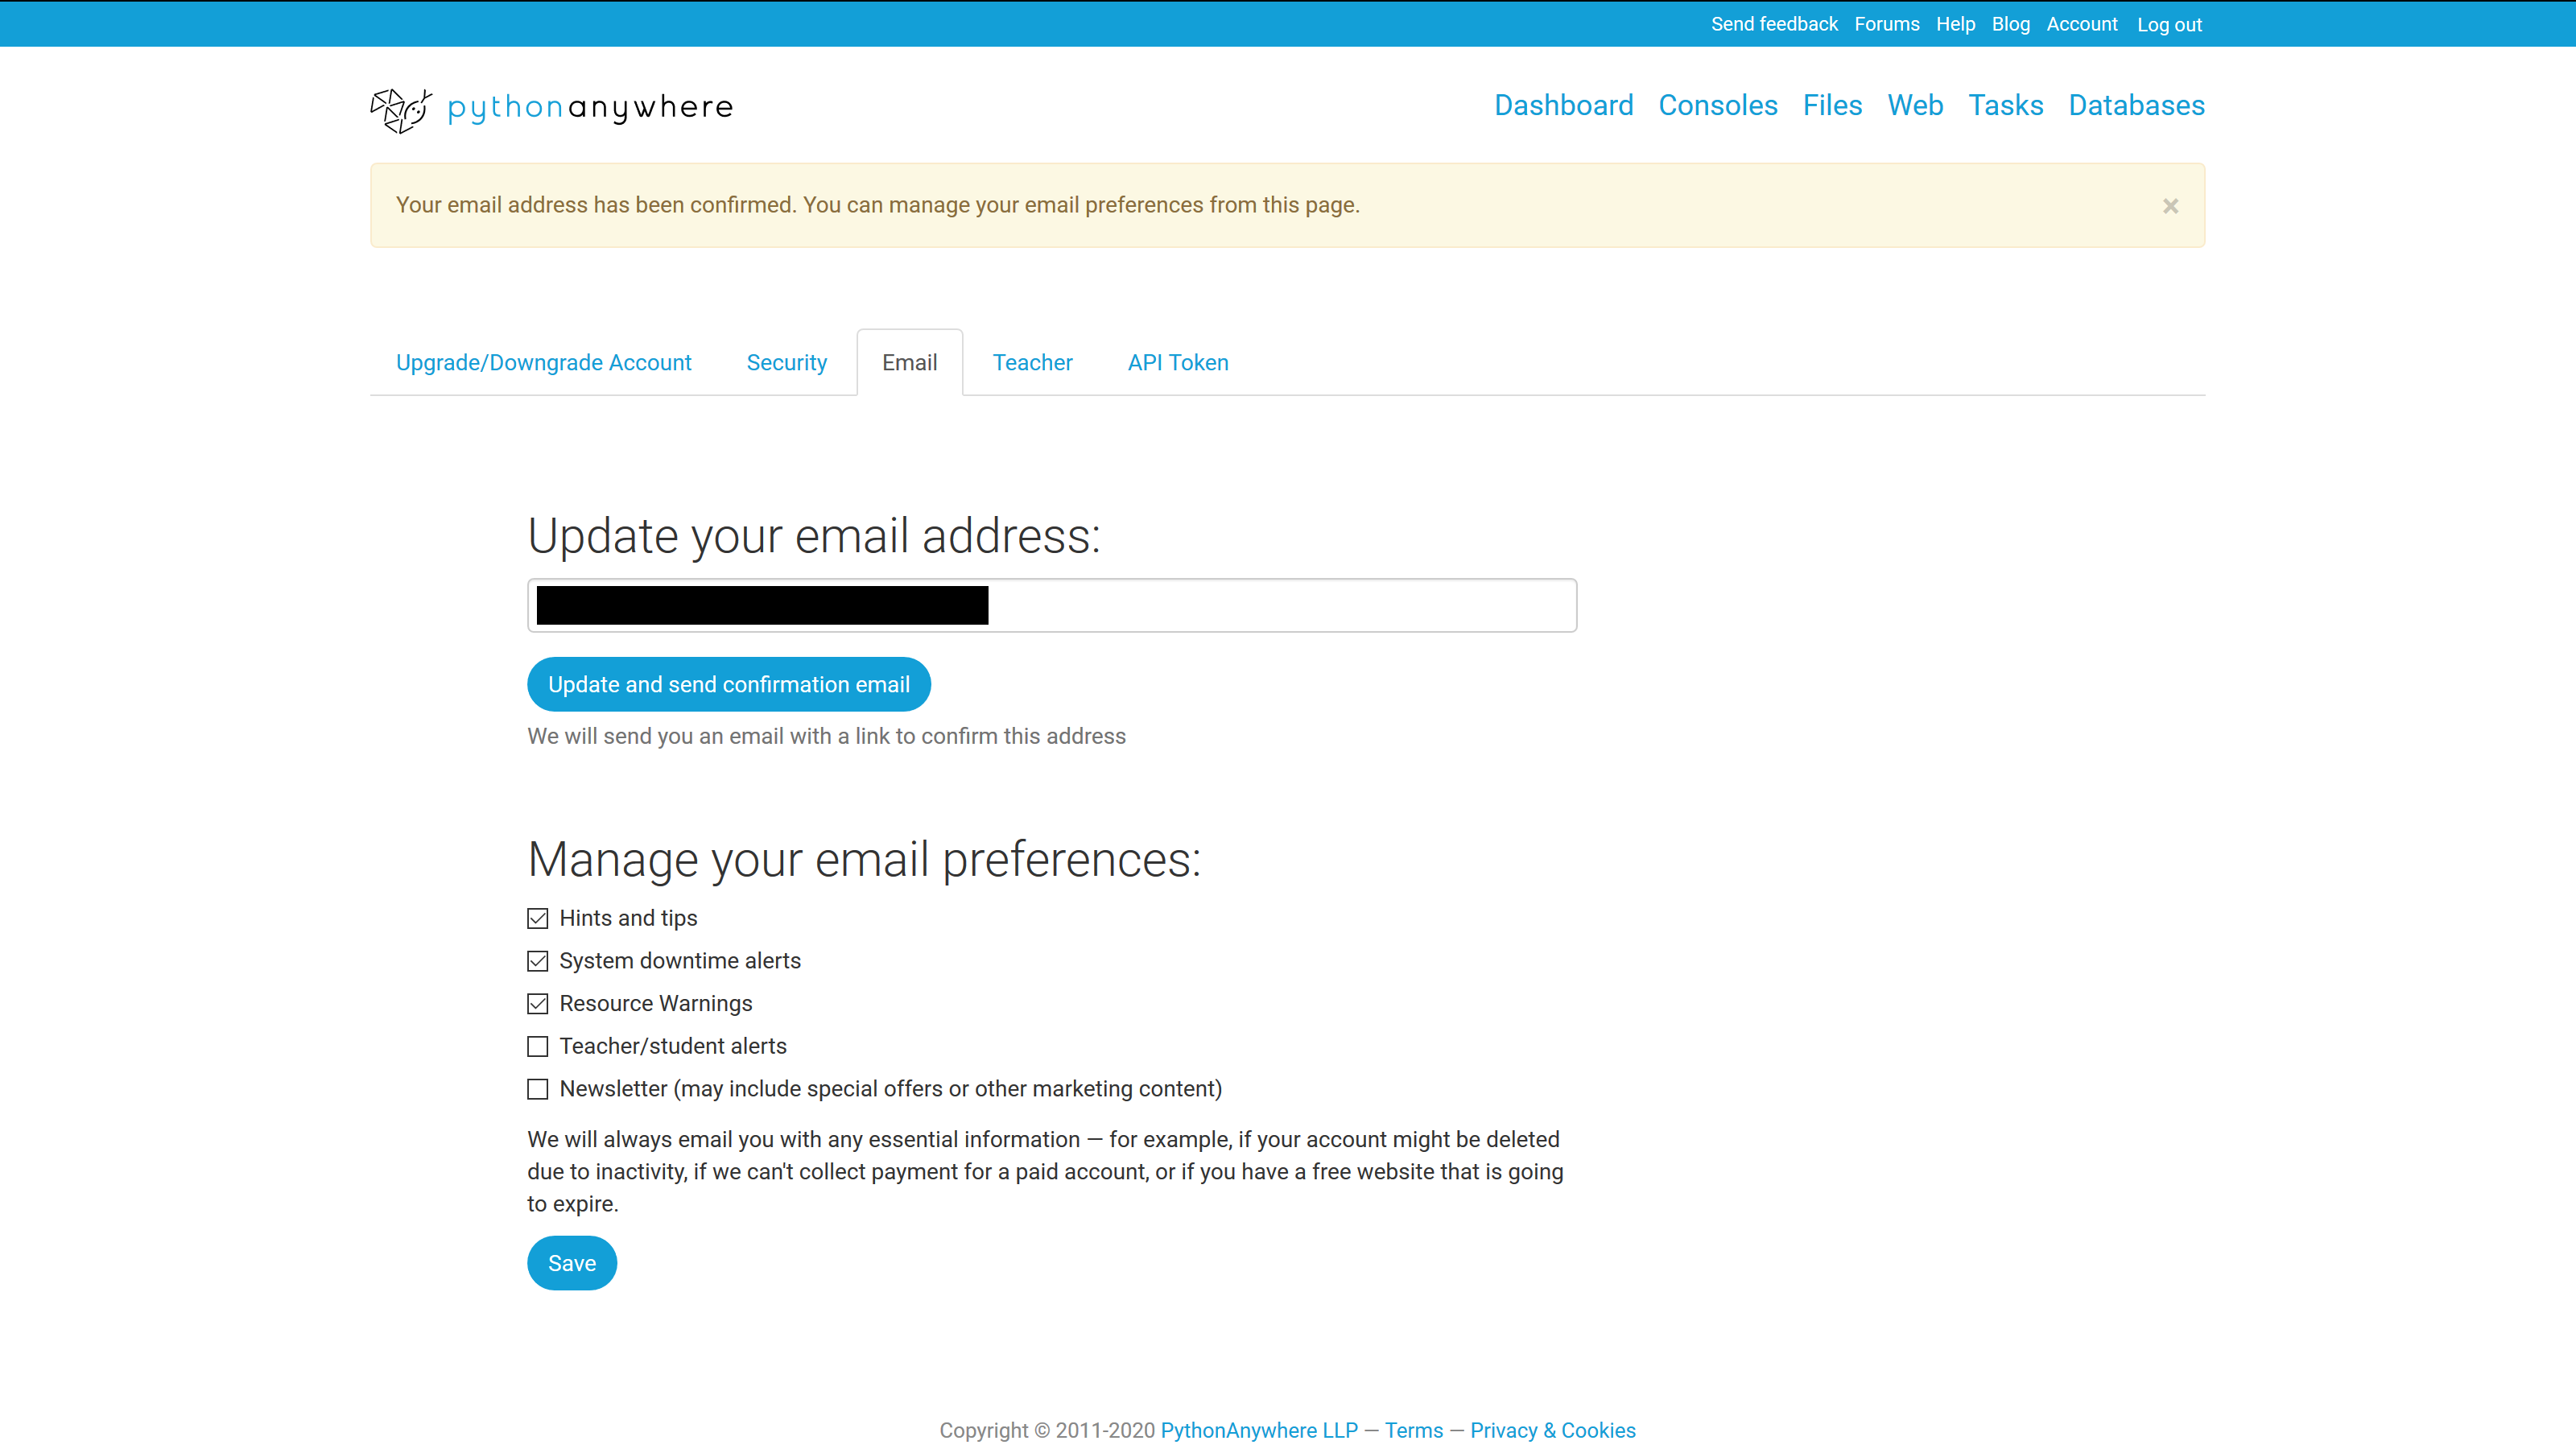 Send feedback Forums Help Blog Account Log out
pythonanywhere
Dashboard Consoles Files Web Tasks Databases
Your email address has been confirmed. You can manage your email preferences from this page.
×
Upgrade/Downgrade Account Security Email Teacher API Token
Update your email address:
Update and send confirmation email
We will send you an email with a link to confirm this address
Manage your email preferences:
Hints and tips
System downtime alerts
Resource Warnings
Teacher/student alerts
Newsletter (may include special offers or other marketing content)
We will always email you with any essential information — for example, if your account might be deleted
due to inactivity, if we can't collect payment for a paid account, or if you have a free website that is going
to expire.
Save
Copyright © 2011-2020 PythonAnywhere LLP — Terms — Privacy & Cookies